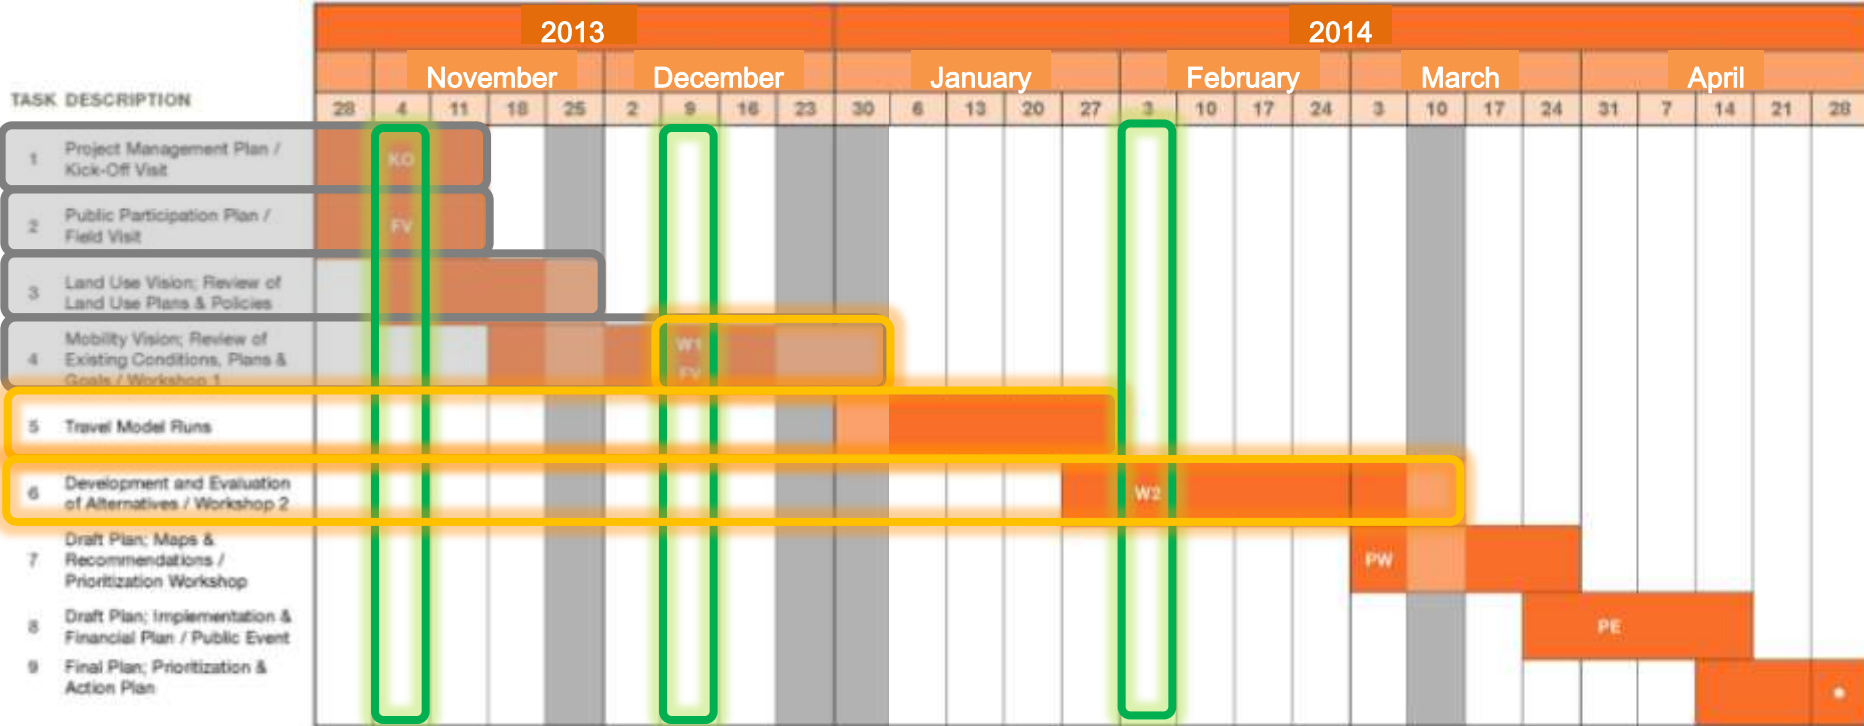 2013 2014
November December January February March April
TASK DESCRIPTION
28 4 11 18 25 2 9 16 23 30 6 13 20 27 3 10 17 24 3 10 17 24 31 7 14 21 28
1 Project Management Plan /
Kick-Off Visit
KO
2 Public Participation Plan /
Field Visit
FV
3 Land Use Vision; Review of
Land Use Plans & Policies
4 Mobility Vision; Review of
Existing Conditions, Plans &
Goals / Workshop 1
W1
FV
5 Travel Model Runs
6 Development and Evaluation
of Alternatives / Workshop 2
W2
7 Draft Plan; Maps &
Recommendations /
Prioritization Workshop
PW
8 Draft Plan; Implementation &
Financial Plan / Public Event
PE
9 Final Plan; Prioritization &
Action Plan